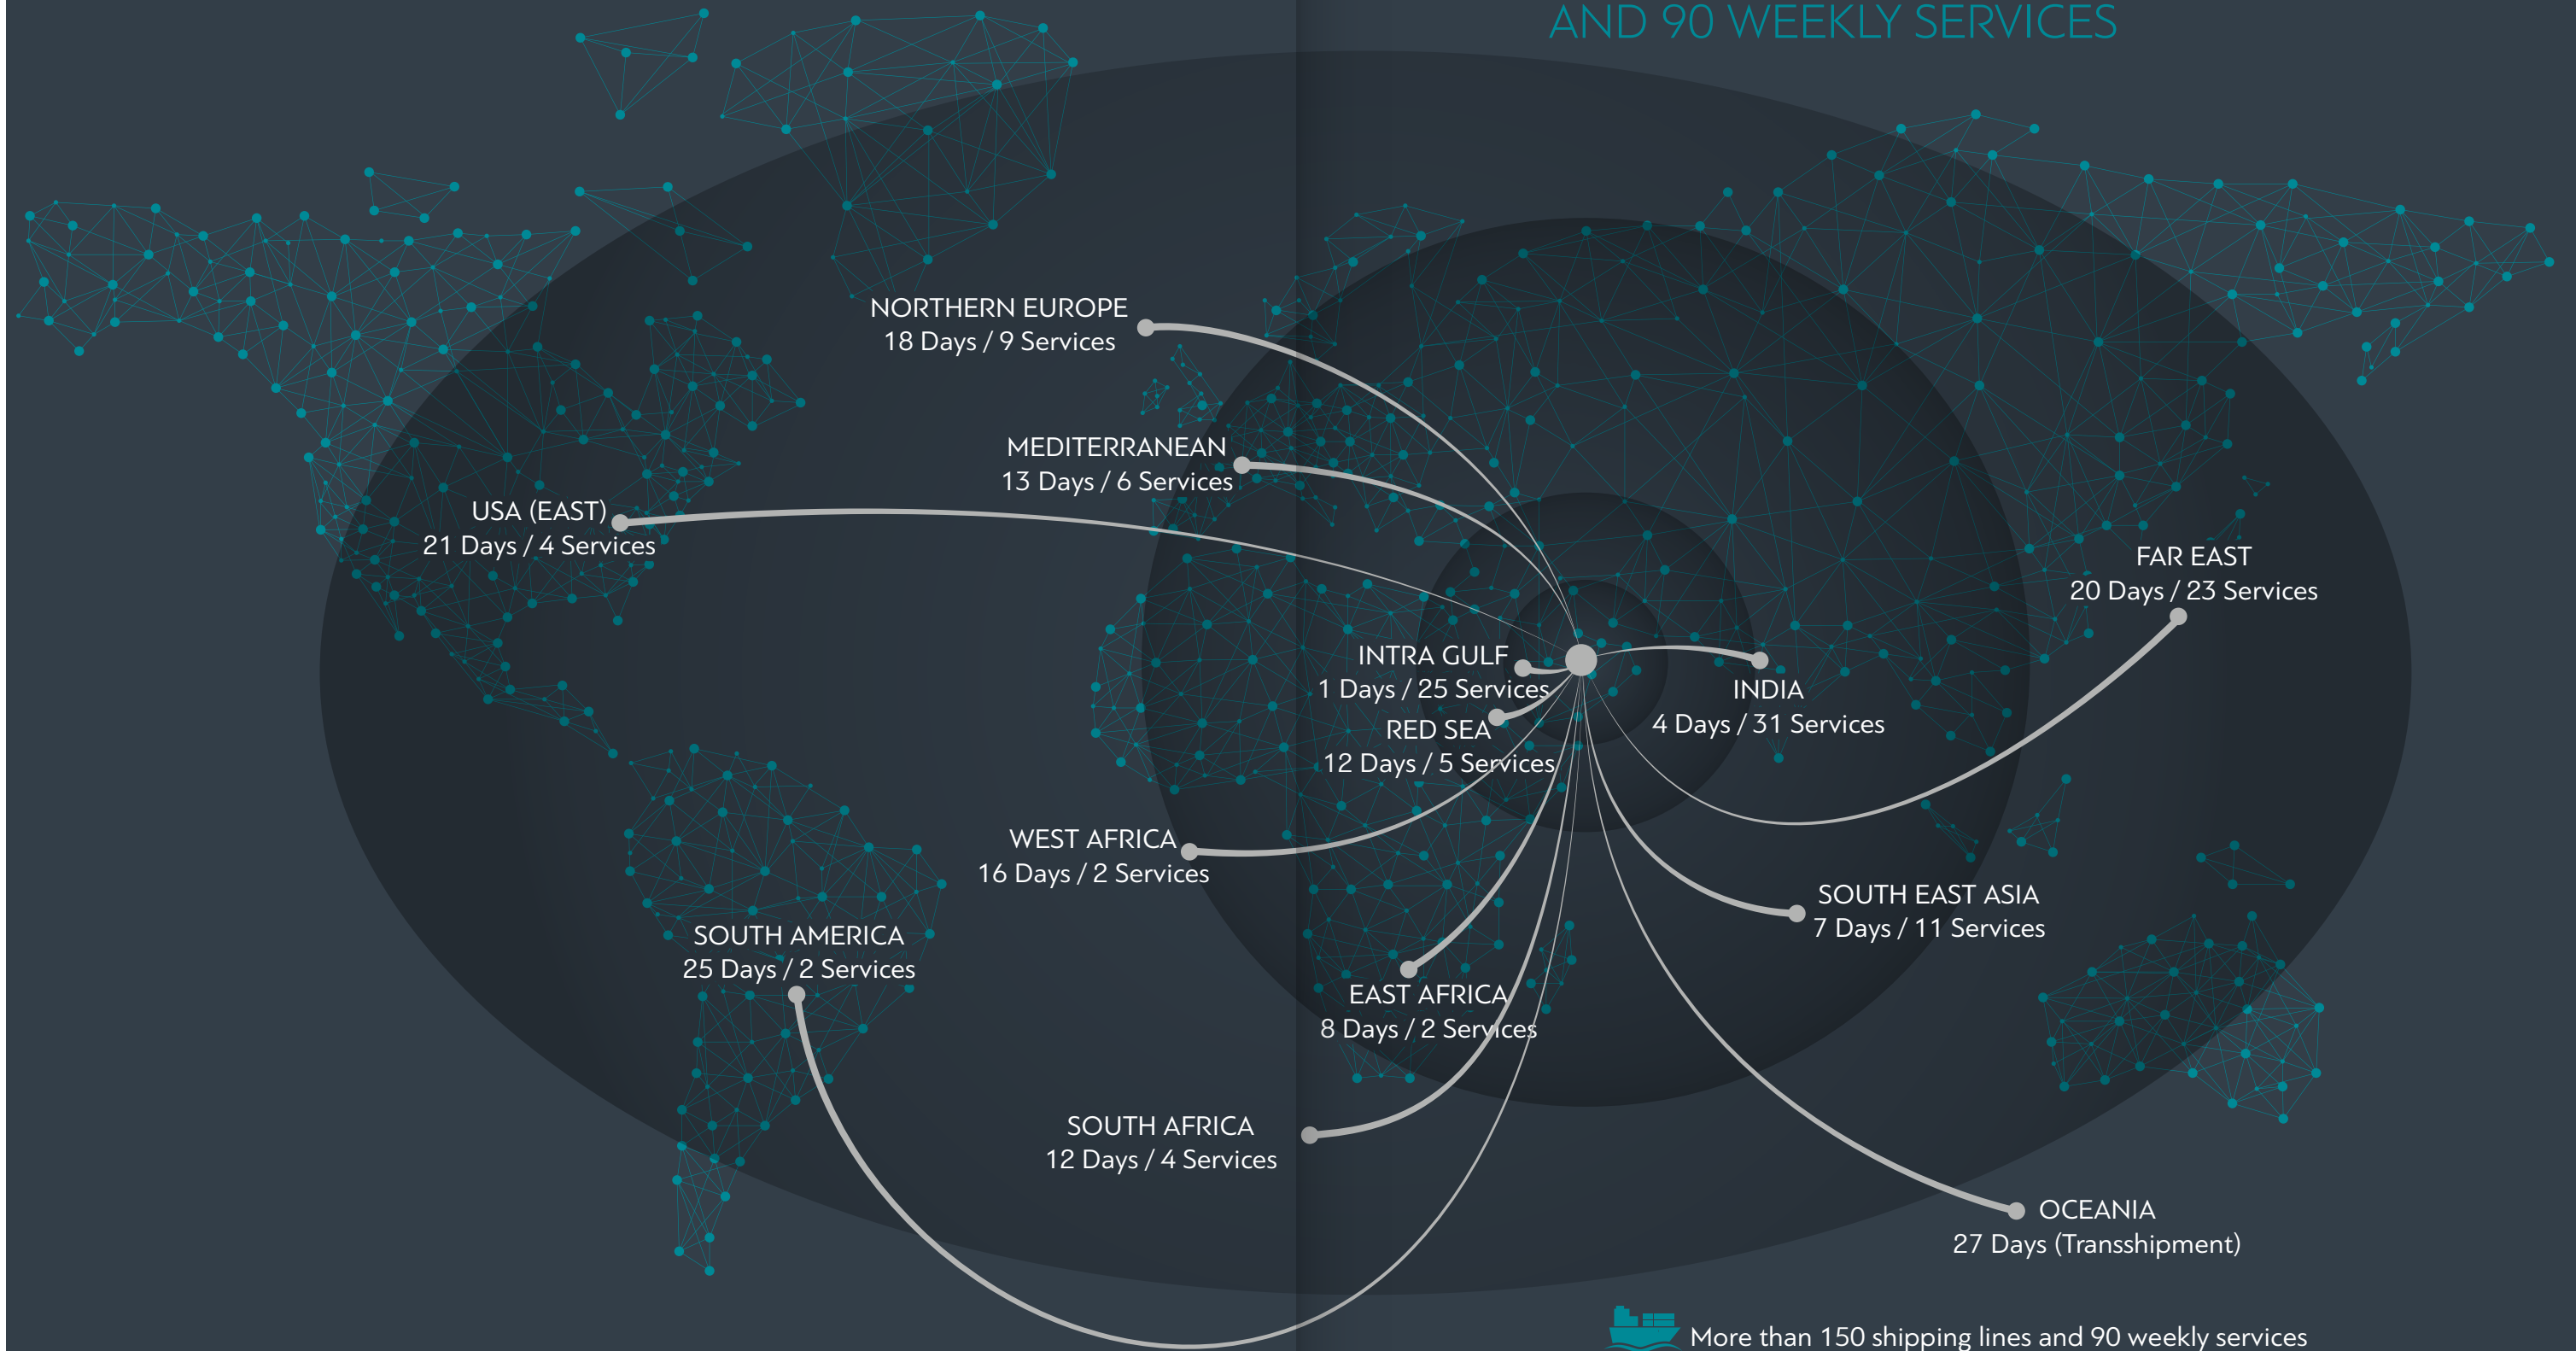 AND 90 WEEKLY SERVICES
NORTHERN EUROPE
18 Days / 9 Services
MEDITERRANEAN
13 Days / 6 Services
USA (EAST)
21 Days / 4 Services
FAR EAST
20 Days / 23 Services
INTRA GULF
1 Days / 25 Services
INDIA
4 Days / 31 Services
RED SEA
12 Days / 5 Services
WEST AFRICA
16 Days / 2 Services
SOUTH EAST ASIA
7 Days / 11 Services
SOUTH AMERICA
25 Days / 2 Services
EAST AFRICA
8 Days / 2 Services
SOUTH AFRICA
12 Days / 4 Services
OCEANIA
27 Days (Transshipment)
More than 150 shipping lines and 90 weekly services